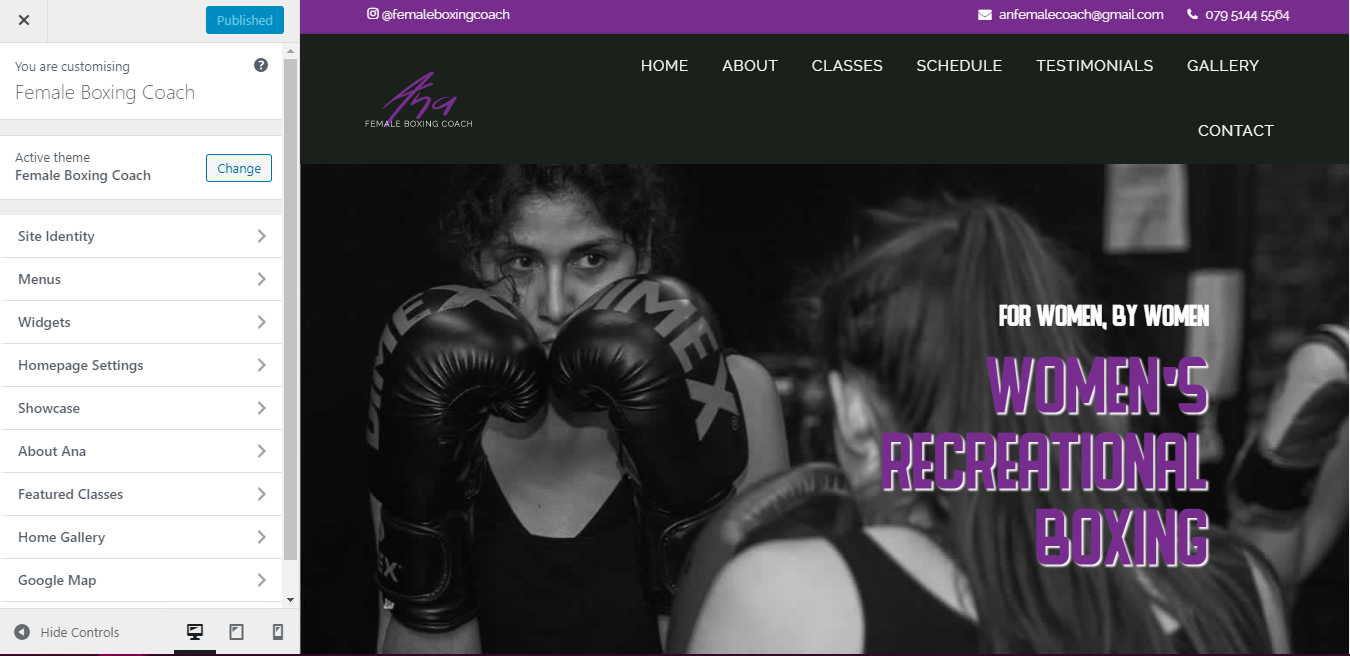 Published
You are customising
Female Boxing Coach
Active theme
Female Boxing Coach
Change
Site Identity
Menus
Widgets
Homepage Settings
Showcase
About Ana
Featured Classes
Home Gallery
Google Map
Hide Controls
@femaleboxingcoach
anfemalecoach@gmail.com
079 5144 5564
Ana
FEMALE BOXING COACH
HOME ABOUT CLASSES SCHEDULE TESTIMONIALS GALLERY
CONTACT
FOR WOMEN, BY WOMEN
WOMEN'S
RECREATIONAL
BOXING